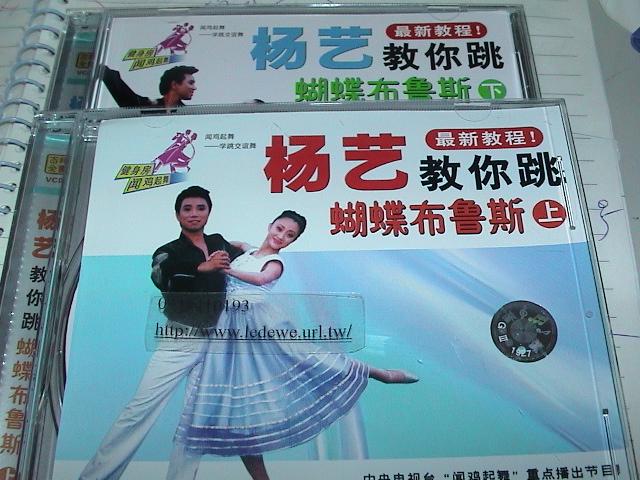 闻鸡起舞
——学跳交谊舞
健身房
闻鸡起舞
杨艺
最新教程!
教你跳
蝴蝶布鲁斯
下
VCD
闻鸡起舞
——学跳交谊舞
健身房
闻鸡起舞
杨艺
最新教程!
教你跳
蝴蝶布鲁斯
上
http://www.ledewe.url.tw/
1927
中央电视台“闻鸡起舞”重点播出节目
VCD
杨艺
教你跳
蝴蝶布鲁斯
上